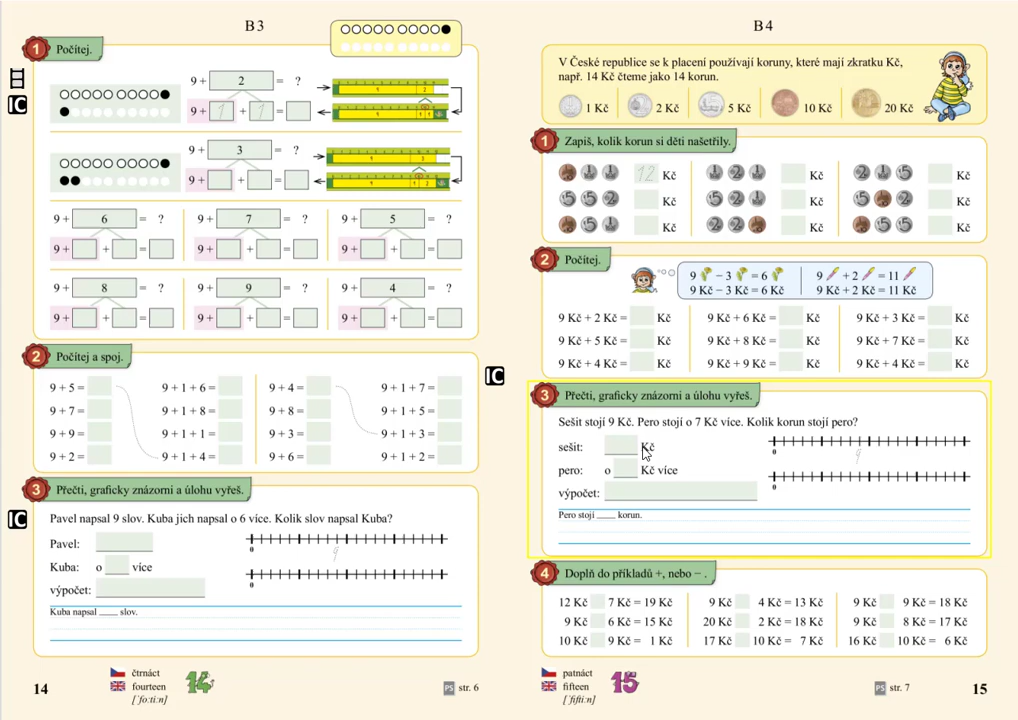 B 3
1 Počítej.
9 + 2 = ?
9 + 1 + 1 =
9 + 3 = ?
9 + + =
9 + 6 = ? 9 + 7 = ? 9 + 5 = ?
9 + + = 9 + + = 9 + + =
9 + 8 = ? 9 + 9 = ? 9 + 4 = ?
9 + + = 9 + + = 9 + + =
2 Počítej a spoj.
9 + 5 = 9 + 1 + 6 = 9 + 4 = 9 + 1 + 7 =
9 + 7 = 9 + 1 + 8 = 9 + 8 = 9 + 1 + 5 =
9 + 9 = 9 + 1 + 1 = 9 + 3 = 9 + 1 + 3 =
9 + 2 = 9 + 1 + 4 = 9 + 6 = 9 + 1 + 2 =
3 Přečti, graficky znázorni a úlohu vyřeš.
Pavel napsal 9 slov. Kuba jich napsal o 6 více. Kolik slov napsal Kuba?
Pavel:
0 9
Kuba: o více
0
výpočet:
Kuba napsal ____ slov.
14
čtrnáct
fourteen
[ˈfoːtiːn]
14
PS str. 6
IC
IC
IC
B 4
V České republice se k placení používají koruny, které mají zkratku Kč,
např. 14 Kč čteme jako 14 korun.
1 Kč 2 Kč 5 Kč 10 Kč 20 Kč
1 Zapiš, kolik korun si děti našetřily.
12 Kč Kč Kč
Kč Kč Kč
Kč Kč Kč
2 Počítej.
9 − 3 = 6 9 + 2 = 11
9 Kč − 3 Kč = 6 Kč 9 Kč + 2 Kč = 11 Kč
9 Kč + 2 Kč = Kč 9 Kč + 6 Kč = Kč 9 Kč + 3 Kč = Kč
9 Kč + 5 Kč = Kč 9 Kč + 8 Kč = Kč 9 Kč + 7 Kč = Kč
9 Kč + 4 Kč = Kč 9 Kč + 9 Kč = Kč 9 Kč + 4 Kč = Kč
3 Přečti, graficky znázorni a úlohu vyřeš.
Sešit stojí 9 Kč. Pero stojí o 7 Kč více. Kolik korun stojí pero?
sešit: Kč
0 9
pero: o Kč více
0
výpočet:
Pero stojí ____ korun.
4 Doplň do příkladů +, nebo − .
12 Kč 7 Kč = 19 Kč 9 Kč 4 Kč = 13 Kč 9 Kč 9 Kč = 18 Kč
9 Kč 6 Kč = 15 Kč 20 Kč 2 Kč = 18 Kč 9 Kč 8 Kč = 17 Kč
10 Kč 9 Kč = 1 Kč 17 Kč 10 Kč = 7 Kč 16 Kč 10 Kč = 6 Kč
patnáct
fifteen
[ˈfiftiːn]
15
PS str. 7
15